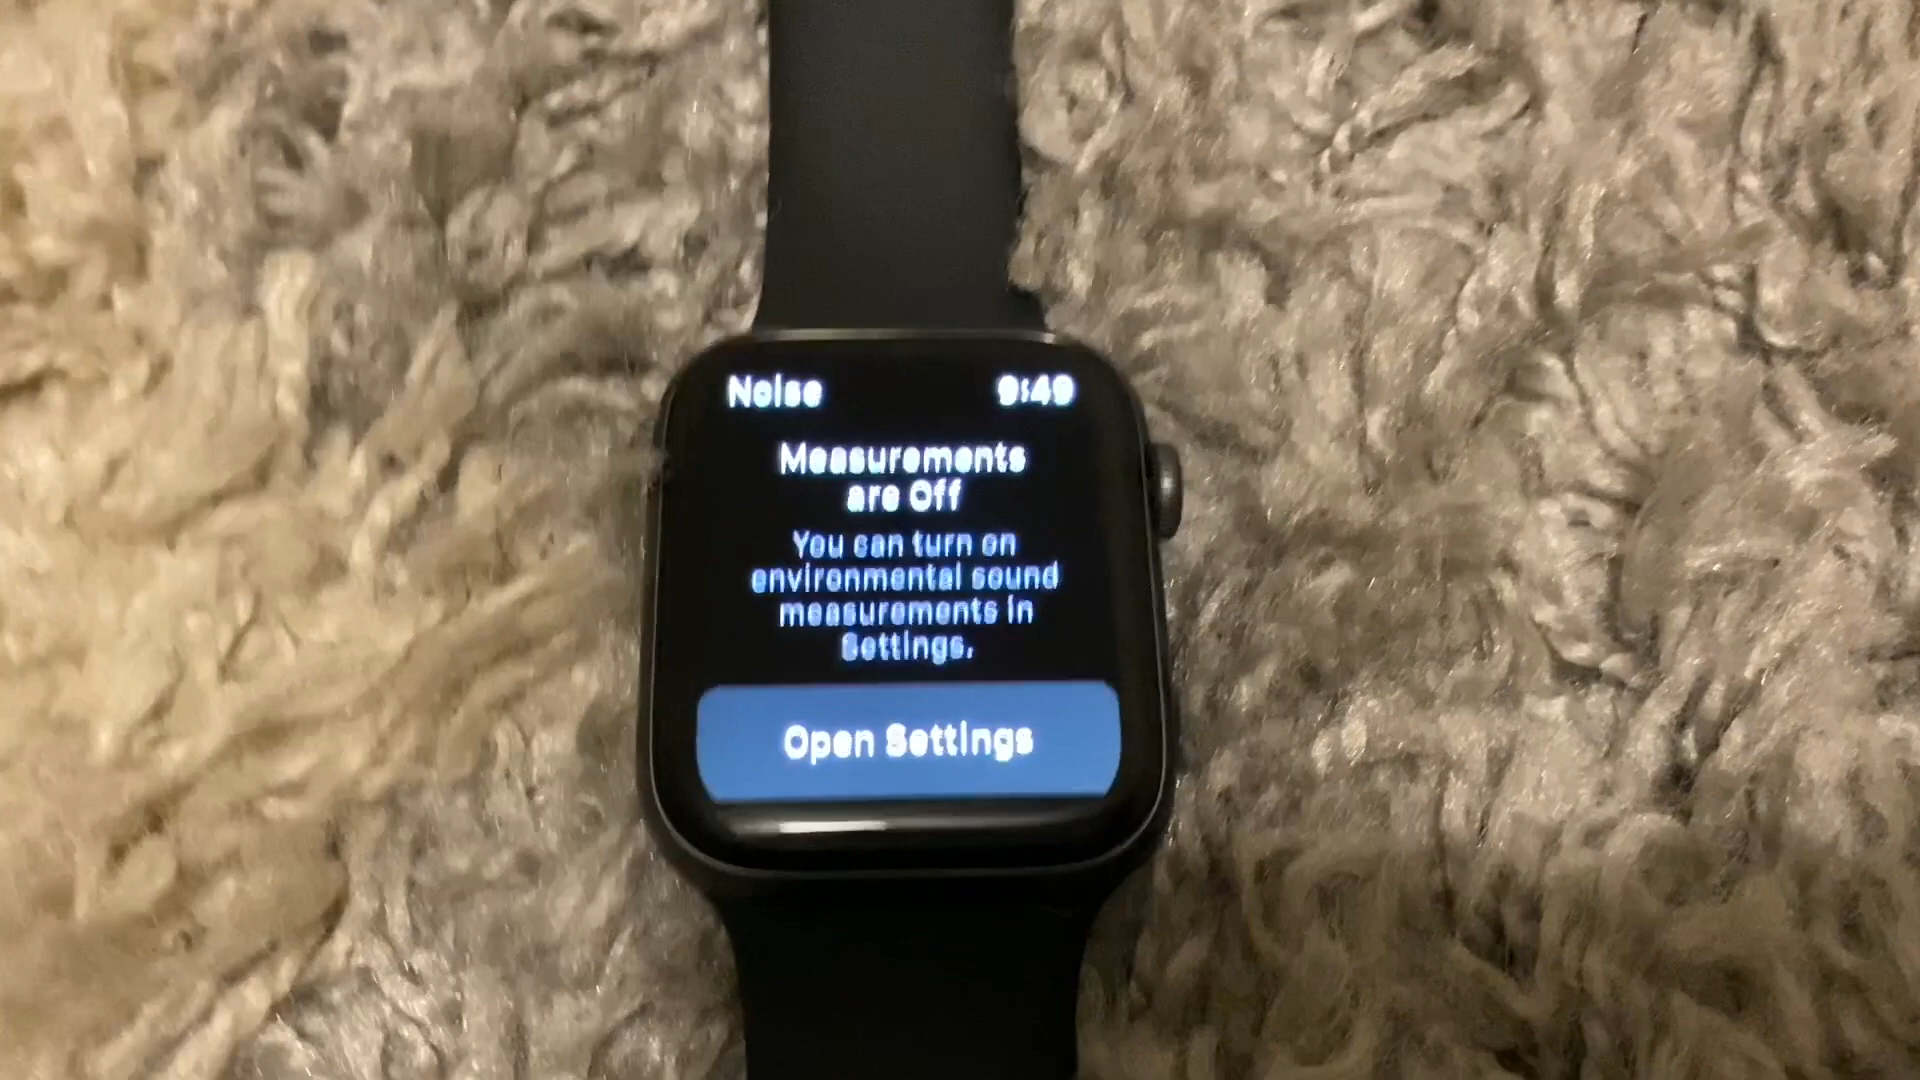 Noise 9:49
Measurements
are Off
You can turn on
environmental sound
measurements in
Settings.
Open Settings